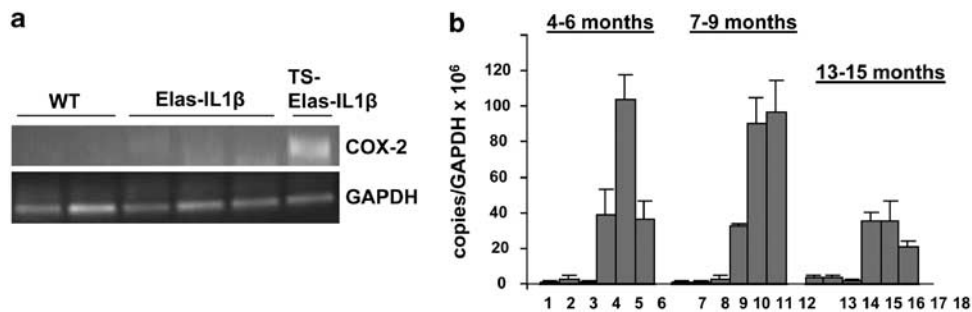 a
WT
Elas-IL1β
TS-
Elas-IL1β
COX-2
GAPDH
b
4-6 months
7-9 months
13-15 months
copies/GAPDH x 10⁶
120
100
80
60
40
20
0
1 2 3 4 5 6 7 8 9 10 11 12 13 14 15 16 17 18